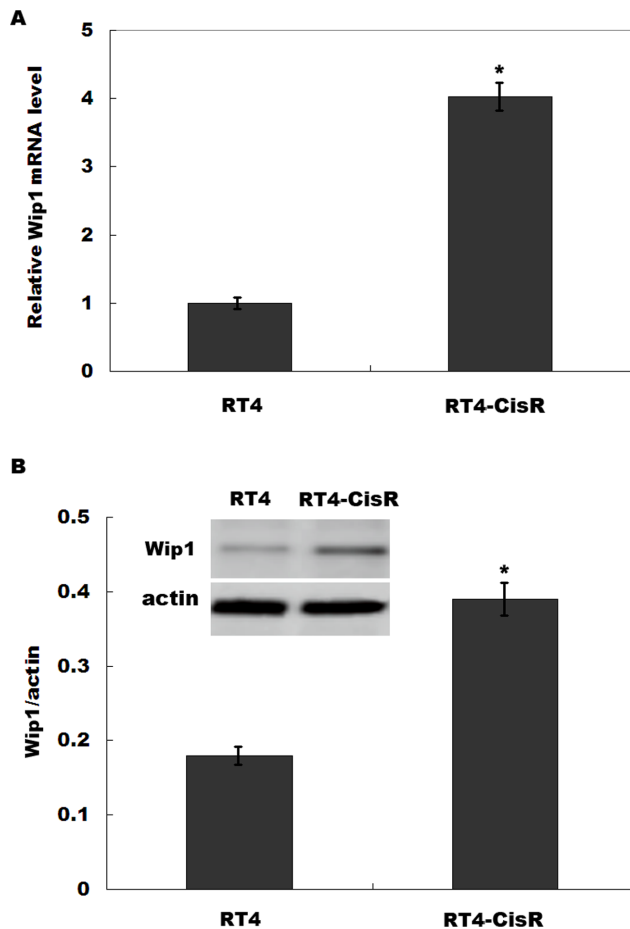 A
5
4
3
2
1
0
Relative Wip1 mRNA level
*
RT4
RT4-CisR
B
RT4
RT4-CisR
Wip1
actin
0.5
0.4
0.3
0.2
0.1
0
Wip1/actin
*
RT4
RT4-CisR